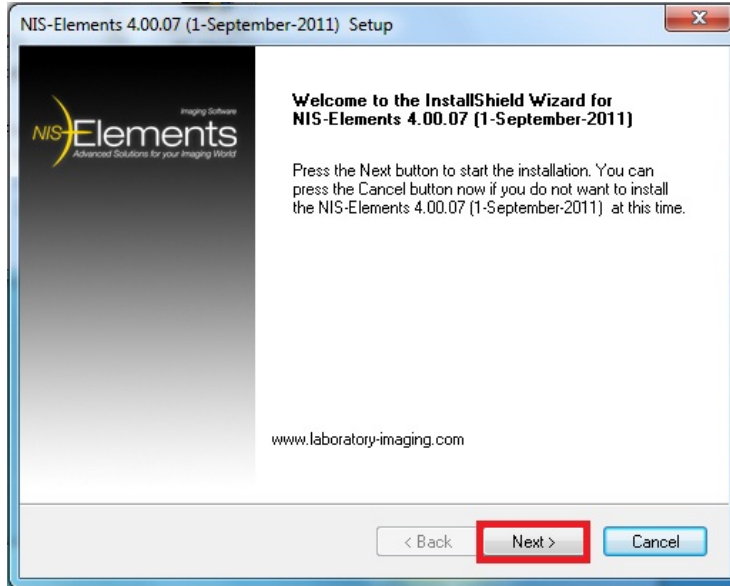 NIS-Elements 4.00.07 (1-September-2011) Setup
Imaging Software
NIS Elements
Advanced Solutions for your Imaging World
Welcome to the InstallShield Wizard for
NIS-Elements 4.00.07 (1-September-2011)
Press the Next button to start the installation. You can
press the Cancel button now if you do not want to install
the NIS-Elements 4.00.07 (1-September-2011) at this time.
www.laboratory-imaging.com
< Back Next > Cancel